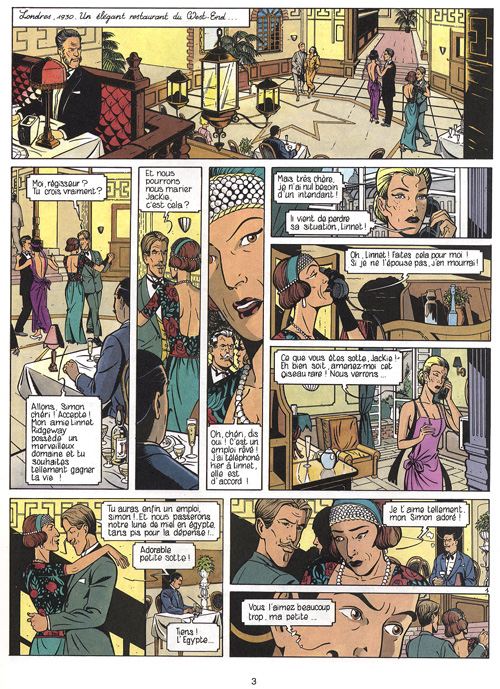 Londres, 1930. Un élégant restaurant du West-End...
Moi, régisseur ?
Tu crois vraiment ?
Allons, Simon
chéri ! Accepte !
Mon amie Linnet
Ridgeway
possède un
merveilleux
domaine et tu
souhaites
tellement gagner
ta vie !
Et nous
pourrons
nous marier
Jackie,
c'est cela ?
Oh, chéri, dis
oui ! C'est un
emploi rêvé !
J'ai téléphoné
hier à Linnet,
elle est
d'accord !
Mais très chère,
je n'ai nul besoin
d'un intendant !
Il vient de perdre
sa situation, Linnet !
Oh, Linnet ! Faites cela pour moi !
Si je ne l'épouse pas, j'en mourrai !
Ce que vous êtes sotte, Jackie !..
Eh bien soit, amenez-moi cet
oiseau rare ! Nous verrons ...
Tu auras enfin un emploi,
Simon !. Et nous passerons
notre lune de miel en Egypte,
tans pis pour la dépense !..
Adorable
petite sotte !
Tiens !
L'Egypte...
Je t'aime tellement,
mon Simon adoré !
Vous l'aimez beaucoup
trop, ma petite ...
1
3